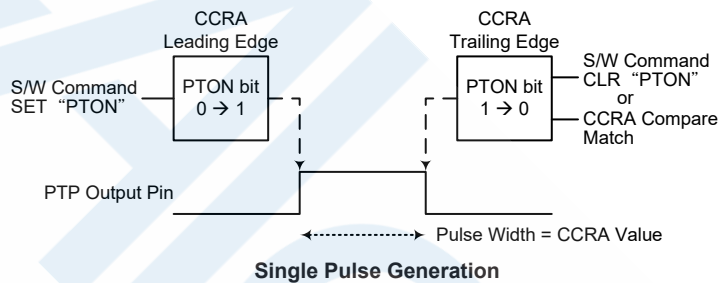 CCRA
Leading Edge
CCRA
Trailing Edge
S/W Command
SET “PTON”
PTON bit
0 → 1
PTON bit
1 → 0
S/W Command
CLR “PTON”
or
CCRA Compare
Match
PTP Output Pin
Pulse Width = CCRA Value
Single Pulse Generation